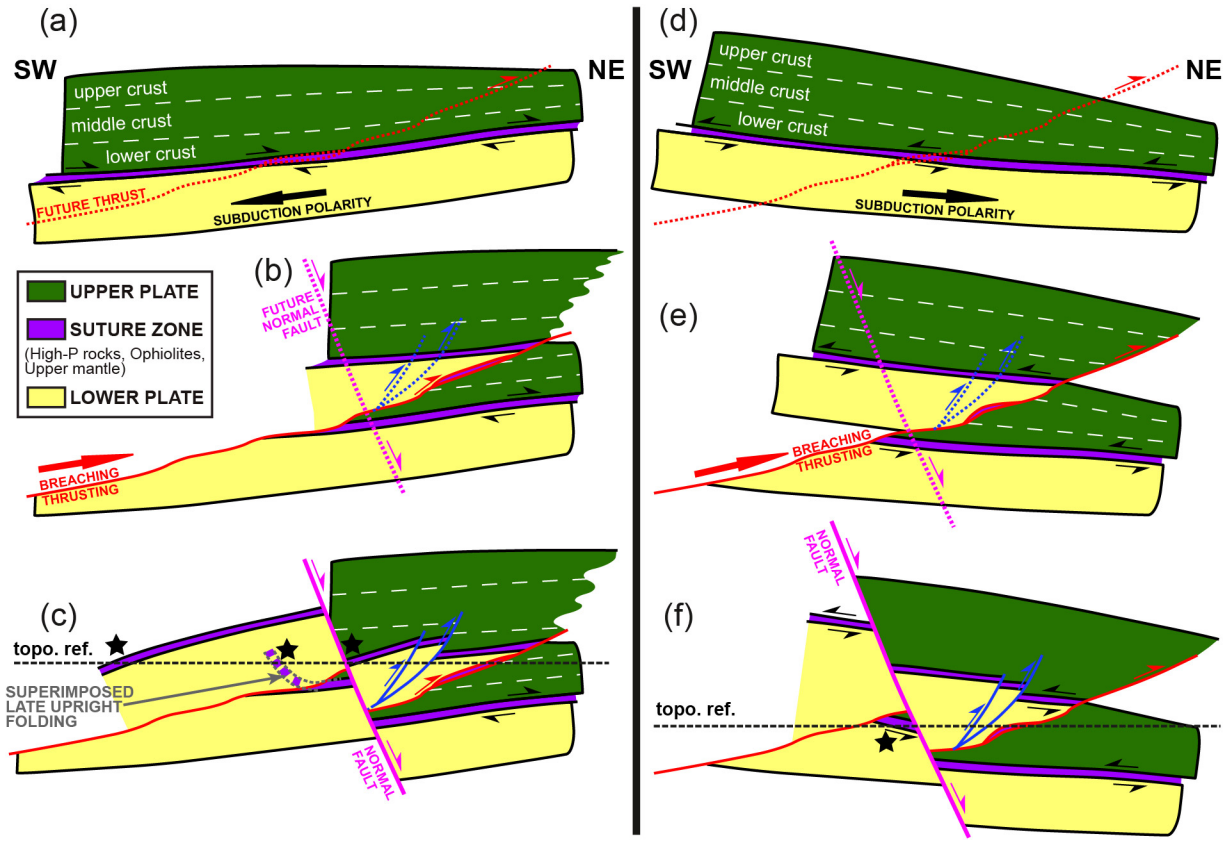 (a)
SW
NE
upper crust
middle crust
lower crust
FUTURE THRUST
SUBDUCTION POLARITY
UPPER PLATE
SUTURE ZONE
(High-P rocks, Ophiolites,
Upper mantle)
LOWER PLATE
(b)
FUTURE
NORMAL
FAULT
BREACHING
THRUSTING
(c)
topo. ref.
SUPERIMPOSED
LATE UPRIGHT
FOLDING
NORMAL
FAULT
(d)
SW
NE
upper crust
middle crust
lower crust
SUBDUCTION POLARITY
(e)
BREACHING
THRUSTING
(f)
NORMAL
FAULT
topo. ref.